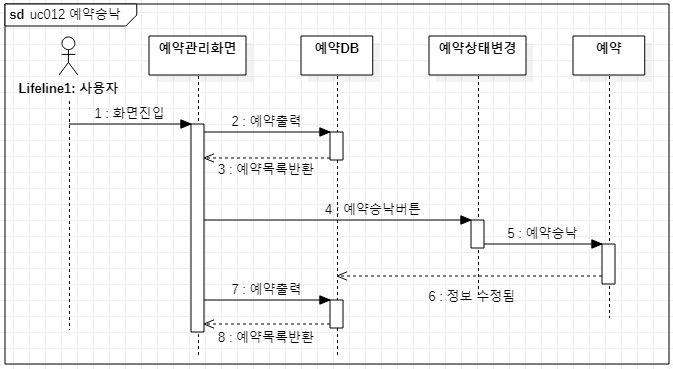 sd uc012 예약승낙
예약관리화면
예약DB
예약상태변경
예약
Lifeline1: 사용자
1 : 화면진입
2 : 예약출력
3 : 예약목록반환
4 : 예약승낙버튼
5 : 예약승낙
6 : 정보 수정됨
7 : 예약출력
8 : 예약목록반환